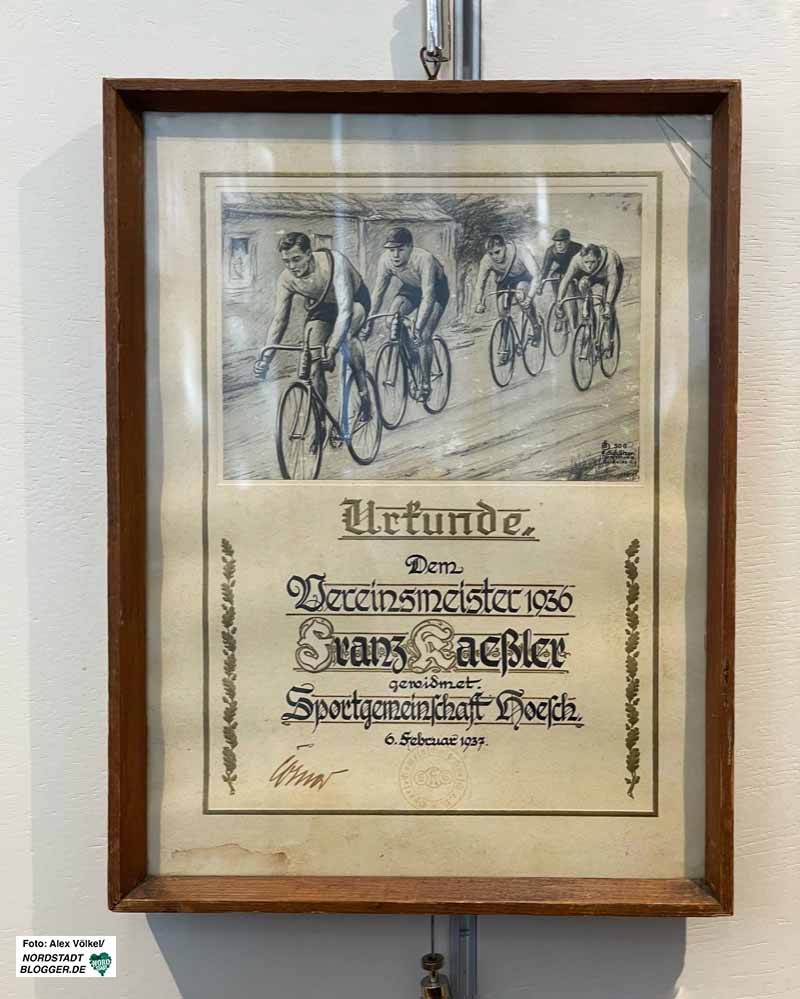 Urkunde.
Dem
Vereinsmeister 1936
Franz Kaeßler
gewidmet.
Sportgemeinschaft Hoesch.
6. Februar 1937.
Foto: Alex Völkel/
NORDSTADT
BLOGGER.DE